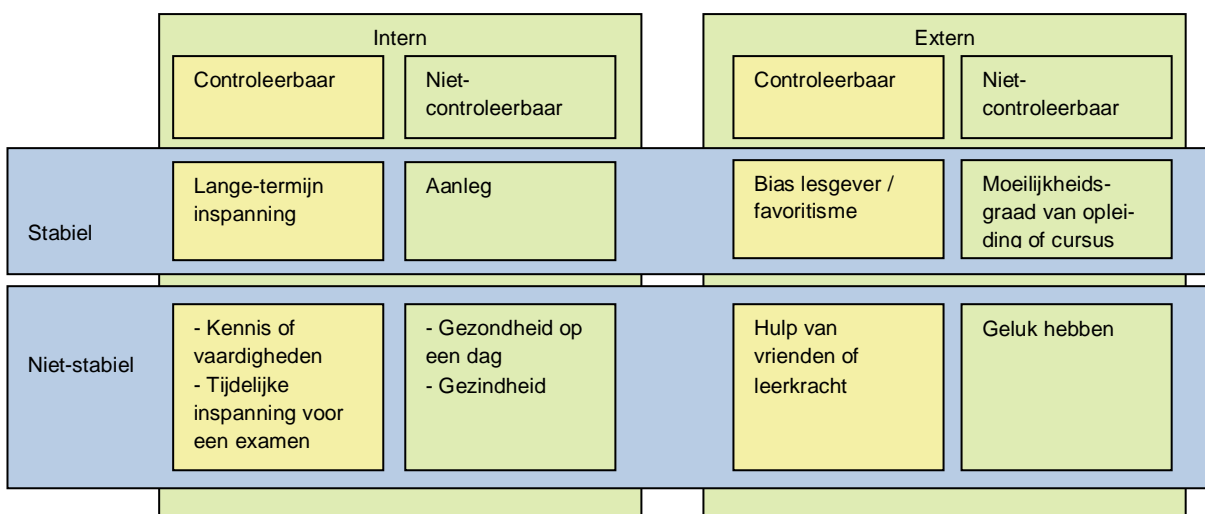 Intern
Extern
Controleerbaar
Niet-
controleerbaar
Controleerbaar
Niet-
controleerbaar
Stabiel
Lange-termijn
inspanning
Aanleg
Bias lesgever /
favoritisme
Moeilijkheids-
graad van oplei-
ding of cursus
Niet-stabiel
- Kennis of
vaardigheden
- Tijdelijke
inspanning voor
een examen
- Gezondheid op
een dag
- Gezindheid
Hulp van
vrienden of
leerkracht
Geluk hebben